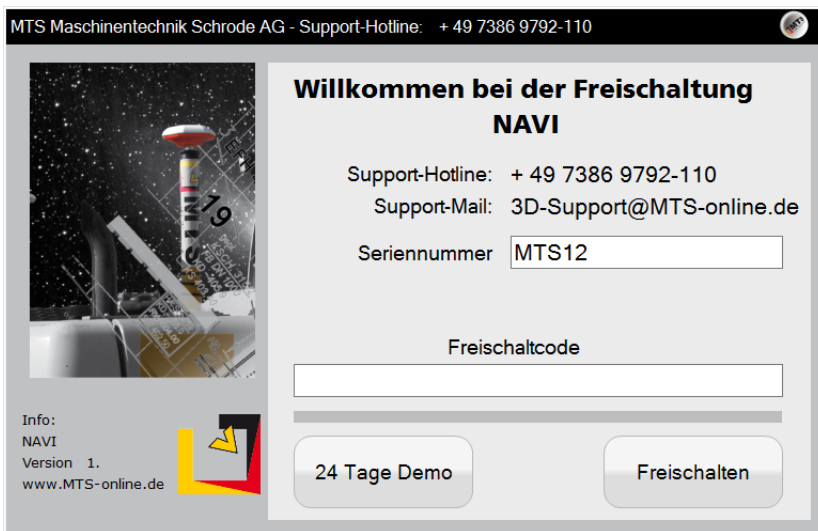 MTS Maschinentechnik Schrode AG - Support-Hotline: + 49 7386 9792-110
Willkommen bei der Freischaltung
NAVI
Support-Hotline: + 49 7386 9792-110
Support-Mail: 3D-Support@MTS-online.de
Seriennummer MTS12
Freischaltcode
24 Tage Demo
Freischalten
MTS
19
Info:
NAVI
Version 1.
www.MTS-online.de